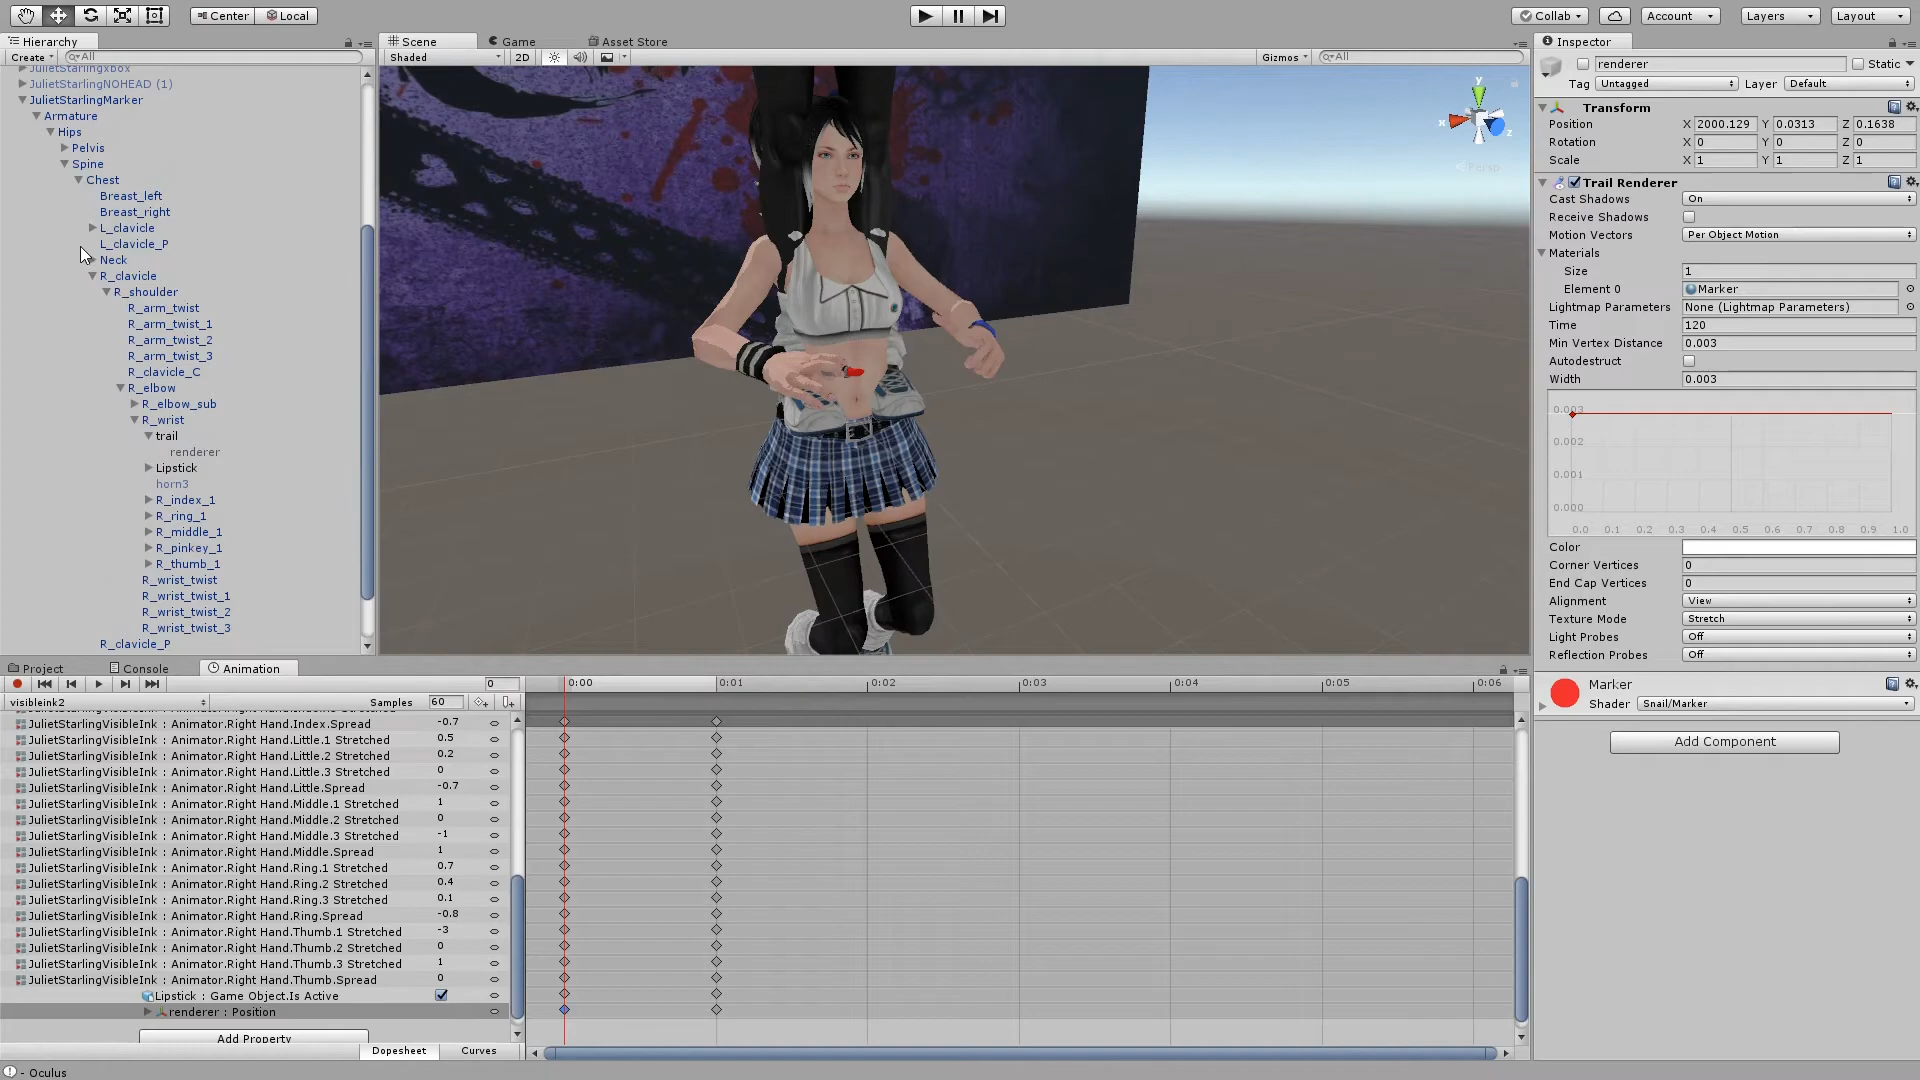 Center
Local
Collab
Account
Layers
Layout
Hierarchy
Scene
Game
Asset Store
Inspector
Create
All
Shaded
2D
Gizmos
All
renderer
Static
Tag
Untagged
Layer
Default
JulietStarlingxbox
JulietStarlingNOHEAD (1)
JulietStarlingMarker
Armature
Hips
Pelvis
Spine
Chest
Breast_left
Breast_right
L_clavicle
L_clavicle_P
Neck
R_clavicle
R_shoulder
R_arm_twist
R_arm_twist_1
R_arm_twist_2
R_arm_twist_3
R_clavicle_C
R_elbow
R_elbow_sub
R_wrist
trail
renderer
Lipstick
horn3
R_index_1
R_ring_1
R_middle_1
R_pinkey_1
R_thumb_1
R_wrist_twist
R_wrist_twist_1
R_wrist_twist_2
R_wrist_twist_3
R_clavicle_P
y
x
z
Persp
Transform
Position X 2000.129 Y 0.0313 Z 0.1638
Rotation X 0 Y 0 Z 0
Scale X 1 Y 1 Z 1
Trail Renderer
Cast Shadows On
Receive Shadows
Motion Vectors Per Object Motion
Materials
Size 1
Element 0 Marker
Lightmap Parameters None (Lightmap Parameters)
Time 120
Min Vertex Distance 0.003
Autodestruct
Width 0.003
0.003
0.002
0.001
0.000
0.0 0.1 0.2 0.3 0.4 0.5 0.6 0.7 0.8 0.9 1.0
Color
Corner Vertices 0
End Cap Vertices 0
Alignment View
Texture Mode Stretch
Light Probes Off
Reflection Probes Off
Marker
Shader Snail/Marker
Add Component
Project
Console
Animation
0
0:00 0:01 0:02 0:03 0:04 0:05 0:06
visibleink2
Samples 60
JulietStarlingVisibleInk : Animator.Right Hand.Index.Spread -0.7
JulietStarlingVisibleInk : Animator.Right Hand.Little.1 Stretched 0.5
JulietStarlingVisibleInk : Animator.Right Hand.Little.2 Stretched 0.2
JulietStarlingVisibleInk : Animator.Right Hand.Little.3 Stretched 0
JulietStarlingVisibleInk : Animator.Right Hand.Little.Spread -0.7
JulietStarlingVisibleInk : Animator.Right Hand.Middle.1 Stretched 1
JulietStarlingVisibleInk : Animator.Right Hand.Middle.2 Stretched 0
JulietStarlingVisibleInk : Animator.Right Hand.Middle.3 Stretched -1
JulietStarlingVisibleInk : Animator.Right Hand.Middle.Spread 1
JulietStarlingVisibleInk : Animator.Right Hand.Ring.1 Stretched 0.7
JulietStarlingVisibleInk : Animator.Right Hand.Ring.2 Stretched 0.4
JulietStarlingVisibleInk : Animator.Right Hand.Ring.3 Stretched 0.1
JulietStarlingVisibleInk : Animator.Right Hand.Ring.Spread -0.8
JulietStarlingVisibleInk : Animator.Right Hand.Thumb.1 Stretched -3
JulietStarlingVisibleInk : Animator.Right Hand.Thumb.2 Stretched 0
JulietStarlingVisibleInk : Animator.Right Hand.Thumb.3 Stretched 1
JulietStarlingVisibleInk : Animator.Right Hand.Thumb.Spread 0
Lipstick : Game Object.Is Active
renderer : Position
Add Property
Dopesheet
Curves
- Oculus